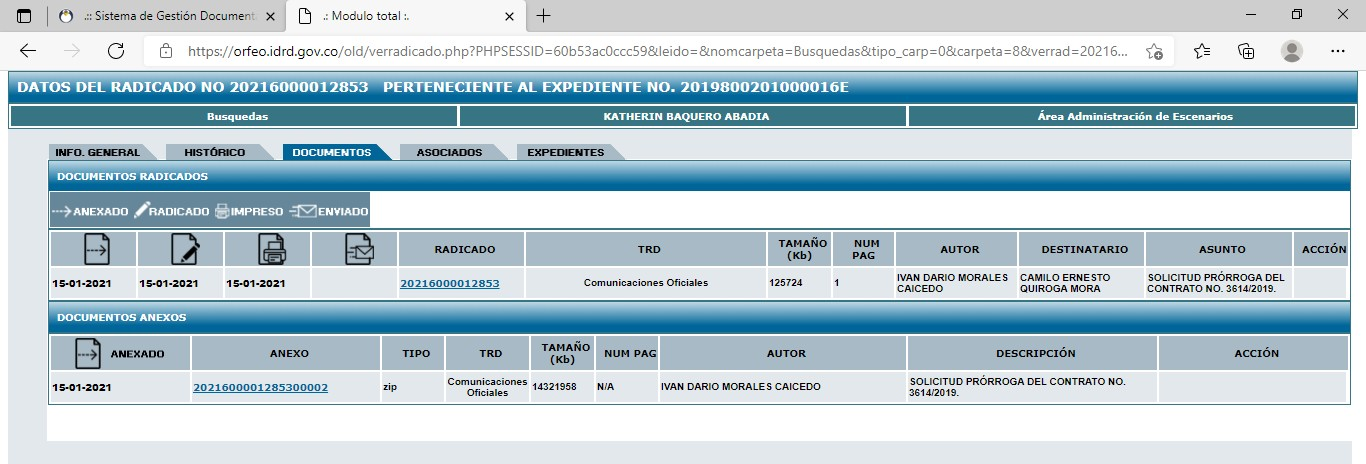 .:: Sistema de Gestión Document
.: Modulo total :.
https://orfeo.idrd.gov.co/old/verradicado.php?PHPSESSID=60b53ac0ccc59&leido=&nomcarpeta=Busquedas&tipo_carp=0&carpeta=8&verrad=20216...
DATOS DEL RADICADO NO 20216000012853 PERTENECIENTE AL EXPEDIENTE NO. 2019800201000016E
Busquedas KATHERIN BAQUERO ABADIA Área Administración de Escenarios
INFO. GENERAL HISTÓRICO DOCUMENTOS ASOCIADOS EXPEDIENTES
DOCUMENTOS RADICADOS
ANEXADO RADICADO IMPRESO ENVIADO
RADICADO TRD TAMAÑO (Kb) NUM PAG AUTOR DESTINATARIO ASUNTO ACCIÓN
15-01-2021 15-01-2021 15-01-2021 20216000012853 Comunicaciones Oficiales 125724 1 IVAN DARIO MORALES CAICEDO CAMILO ERNESTO QUIROGA MORA SOLICITUD PRÓRROGA DEL CONTRATO NO. 3614/2019.
DOCUMENTOS ANEXOS
ANEXADO ANEXO TIPO TRD TAMAÑO (Kb) NUM PAG AUTOR DESCRIPCIÓN ACCIÓN
15-01-2021 2021600001285300002 zip Comunicaciones Oficiales 14321958 N/A IVAN DARIO MORALES CAICEDO SOLICITUD PRÓRROGA DEL CONTRATO NO. 3614/2019.